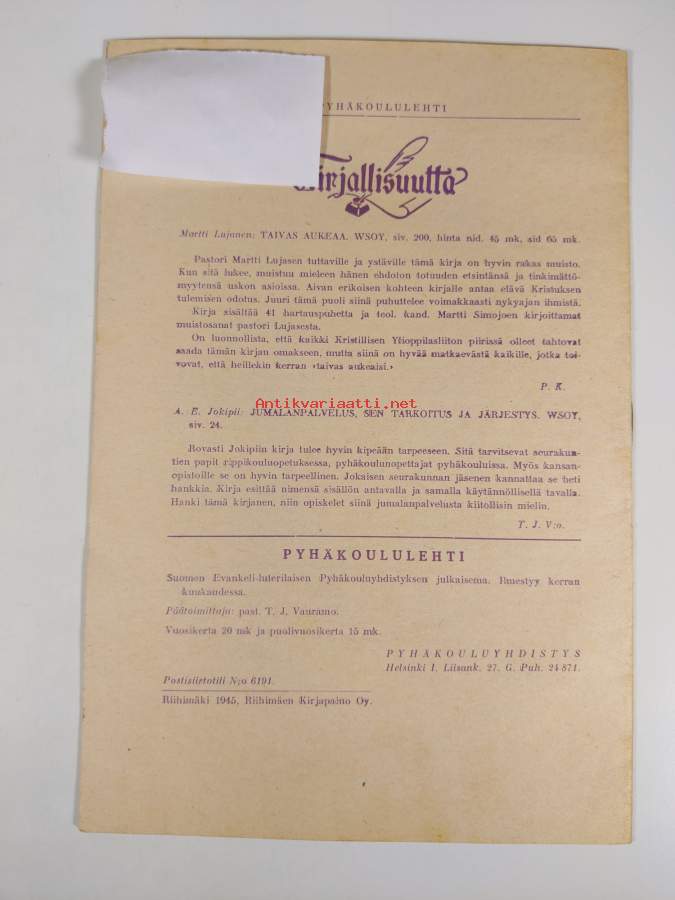 PYHÄKOULULEHTI
Kirjallisuutta
Martti Lujanen: TAIVAS AUKEAA. WSOY, siv. 200, hinta nid. 45 mk, sid 65 mk.
Pastori Martti Lujasen tuttaville ja ystäville tämä kirja on hyvin rakas muisto.
Kun sitä lukee, muistuu mieleen hänen ehdoton totuuden etsintänsä ja tinkimättö-
myytensä uskon asioissa. Aivan erikoisen kohteen kirjalle antaa elävä Kristuksen
tulemisen odotus. Juuri tämä puoli siinä puhuttelee voimakkaasti nykyajan ihmistä.
Kirja sisältää 41 hartauspuhetta ja teol. kand. Martti Simojoen kirjoittamat
muistosanat pastori Lujasesta.
On luonnollista, että kaikki Kristillisen Ylioppilasliiton piirissä olleet tahtovat
saada tämän kirjan omakseen, mutta siinä on hyvää matkaevästä kaikille, jotka toi-
vovat, että heillekin kerran »taivas aukeaisi.»
P. K.
Antikvariaatti.net
A. E. Jokipii: JUMALANPALVELUS, SEN TARKOITUS JA JÄRJESTYS. WSOY,
siv. 24.
Rovasti Jokipiin kirja tulee hyvin kipeään tarpeeseen. Sitä tarvitsevat seurakun-
tien papit rippikouluopetuksessa, pyhäkoulunopettajat pyhäkouluissa. Myös kansan-
opistoille se on hyvin tarpeellinen. Jokaisen seurakunnan jäsenen kannattaa se heti
hankkia. Kirja esittää nimensä sisällön antavalla ja samalla käytännöllisellä tavalla.
Hanki tämä kirjanen, niin opiskelet siinä jumalanpalvelusta kiitollisin mielin.
T. J. V:o.
PYHÄKOULULEHTI
Suomen Evankeli-luterilaisen Pyhäkouluyhdistyksen julkaisema. Ilmestyy kerran
kuukaudessa.
Päätoimittaja: past. T. J. Vauramo.
Vuosikerta 20 mk ja puolivuosikerta 15 mk.
PYHÄKOULUYHDISTYS
Helsinki I. Liisank. 27. G. Puh. 24 871.
Postisiirtotili N:o 6191.
Riihimäki 1945, Riihimäen Kirjapaino Oy.